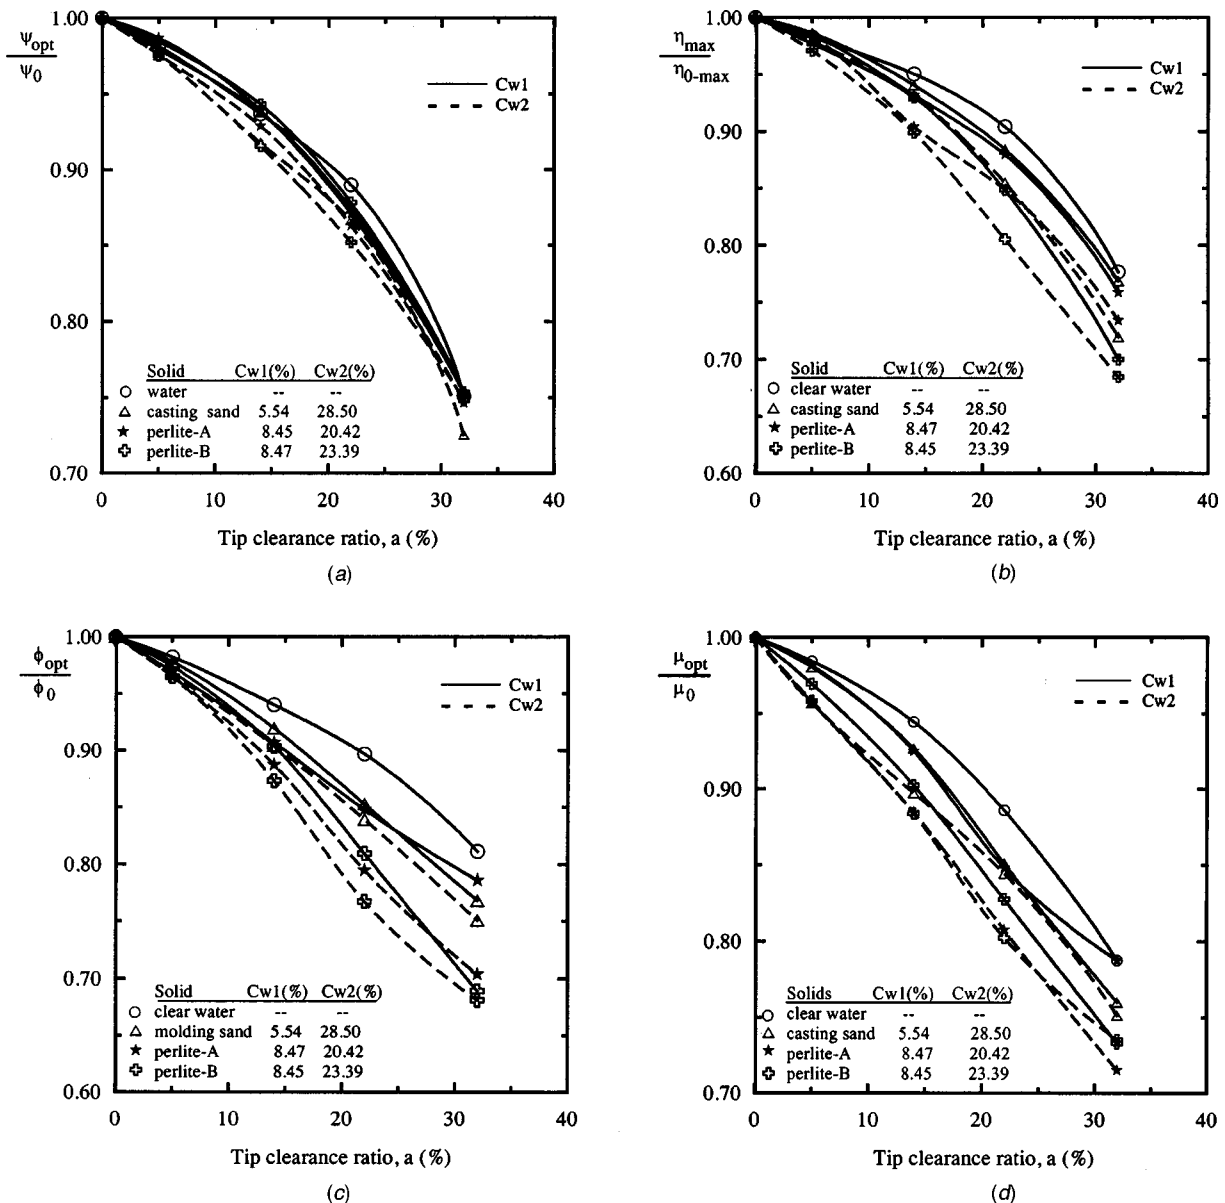 1.00
ψopt
ψ0
0.90
0.80
0.70
Cw1
Cw2
Solid Cw1(%) Cw2(%)
water -- --
casting sand 5.54 28.50
perlite-A 8.45 20.42
perlite-B 8.47 23.39
0 10 20 30 40
Tip clearance ratio, a (%)
(a)
1.00
ηmax
η0-max
0.90
0.80
0.70
0.60
Cw1
Cw2
Solid Cw1(%) Cw2(%)
clear water -- --
casting sand 5.54 28.50
perlite-A 8.47 20.42
perlite-B 8.45 23.39
0 10 20 30 40
Tip clearance ratio, a (%)
(b)
1.00
ϕopt
ϕ0
0.90
0.80
0.70
0.60
Cw1
Cw2
Solid Cw1(%) Cw2(%)
clear water -- --
molding sand 5.54 28.50
perlite-A 8.47 20.42
perlite-B 8.45 23.39
0 10 20 30 40
Tip clearance ratio, a (%)
(c)
1.00
μopt
μ0
0.90
0.80
0.70
Cw1
Cw2
Solids Cw1(%) Cw2(%)
clear water -- --
casting sand 5.54 28.50
perlite-A 8.47 20.42
perlite-B 8.45 23.39
0 10 20 30 40
Tip clearance ratio, a (%)
(d)